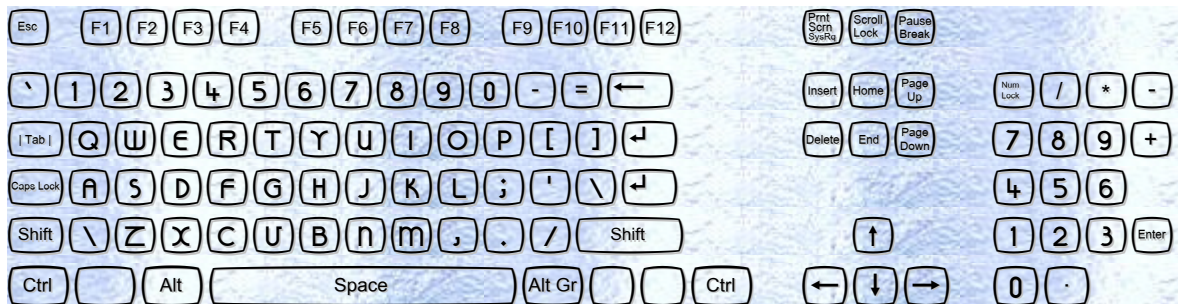 Esc F1 F2 F3 F4 F5 F6 F7 F8 F9 F10 F11 F12 Prnt Scrn SysRq Scroll Lock Pause Break
` 1 2 3 4 5 6 7 8 9 0 - = ← Insert Home Page Up Num Lock / * -
| Tab | Q W E R T Y U I O P [ ] ↵ Delete End Page Down 7 8 9 +
Caps Lock A S D F G H J K L ; ' \ ↵ 4 5 6
Shift \ Z X C U B N M , . / Shift ↑ 1 2 3 Enter
Ctrl Alt Space Alt Gr Ctrl ← ↓ → 0 .